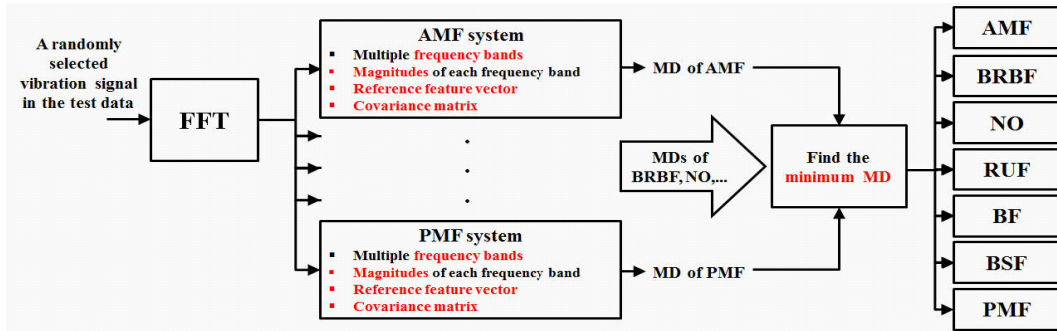 A randomly
selected
vibration signal
in the test data
FFT
AMF system
▪ Multiple frequency bands
▪ Magnitudes of each frequency band
▪ Reference feature vector
▪ Covariance matrix
PMF system
▪ Multiple frequency bands
▪ Magnitudes of each frequency band
▪ Reference feature vector
▪ Covariance matrix
MD of AMF
MDs of
BRBF, NO,...
MD of PMF
Find the
minimum MD
AMF
BRBF
NO
RUF
BF
BSF
PMF